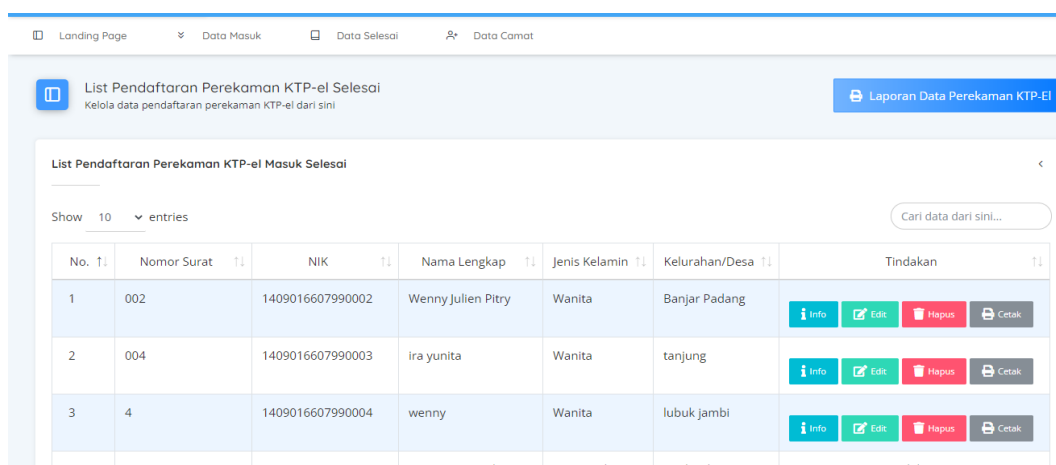 Landing Page Data Masuk Data Selesai Data Camat
List Pendaftaran Perekaman KTP-el Selesai
Kelola data pendaftaran perekaman KTP-el dari sini
Laporan Data Perekaman KTP-El
List Pendaftaran Perekaman KTP-el Masuk Selesai
Show 10 entries
Cari data dari sini...
No. Nomor Surat NIK Nama Lengkap Jenis Kelamin Kelurahan/Desa Tindakan
1 002 1409016607990002 Wenny Julien Pitry Wanita Banjar Padang Info Edit Hapus Cetak
2 004 1409016607990003 ira yunita Wanita tanjung Info Edit Hapus Cetak
3 4 1409016607990004 wenny Wanita lubuk jambi Info Edit Hapus Cetak